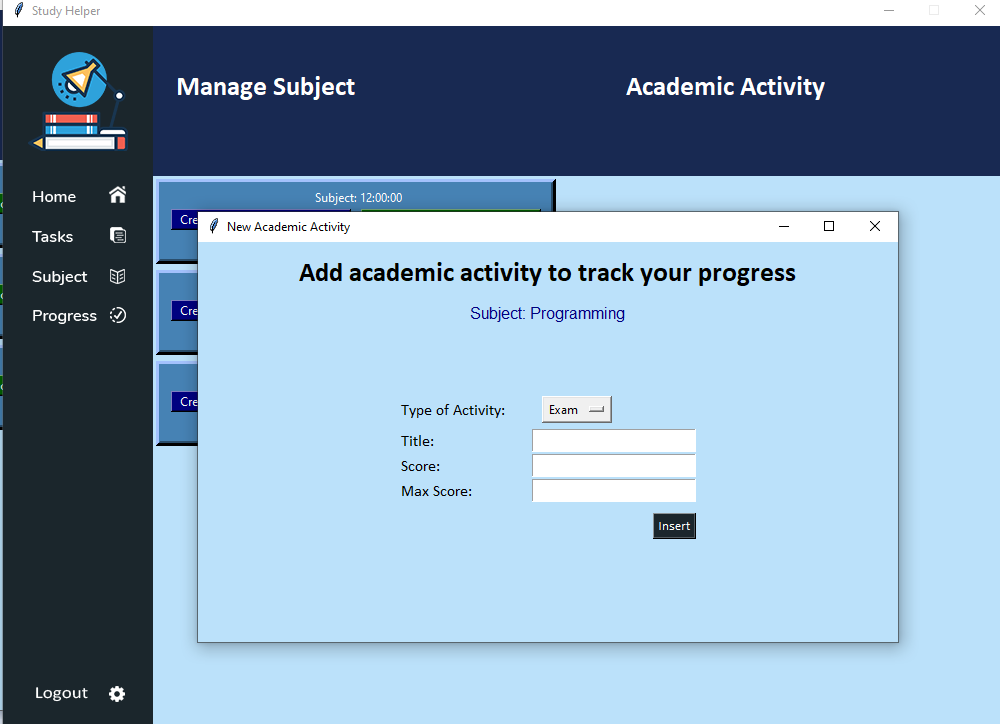 Study Helper
Manage Subject
Academic Activity
Home
Tasks
Subject
Progress
Logout
Subject: 12:00:00
Cre
Cre
Cre
New Academic Activity
Add academic activity to track your progress
Subject: Programming
Type of Activity:
Exam
Title:
Score:
Max Score:
Insert